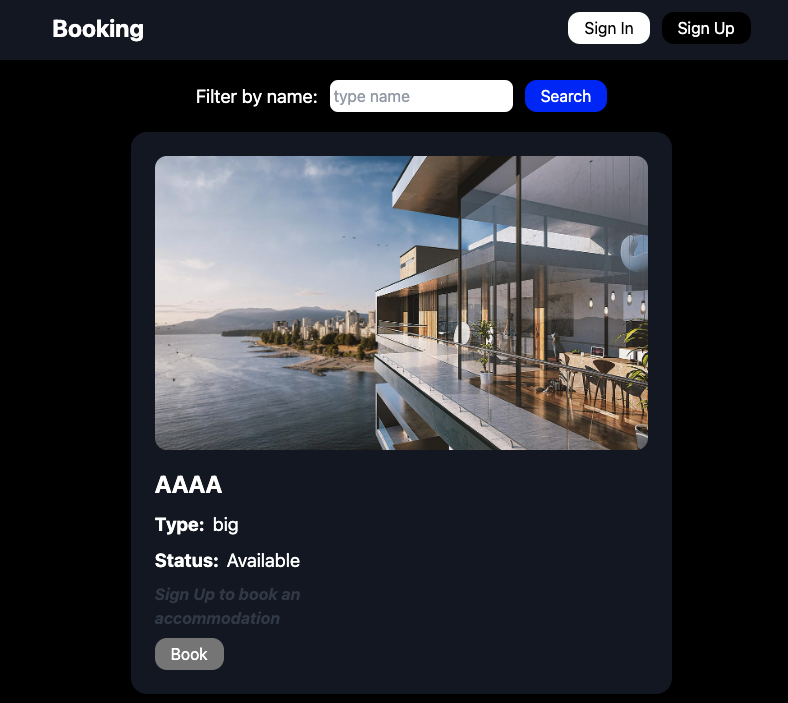 Booking
Sign In
Sign Up
Filter by name:
type name
Search
AAAA
Type: big
Status: Available
Sign Up to book an
accommodation
Book